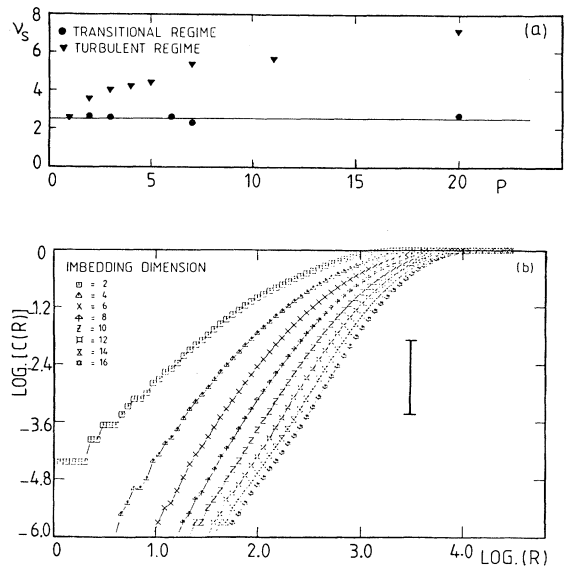 8
6
4
2
0
νs
(a)
● TRANSITIONAL REGIME
▼ TURBULENT REGIME
0 5 10 15 20 P
(b)
IMBEDDING DIMENSION
= 2
= 4
× = 6
= 8
Z = 10
= 12
= 14
= 16
LOG.[C(R)]
0
-1.2
-2.4
-3.6
-4.8
-6.0
0 1.0 2.0 3.0 4.0 LOG.(R)